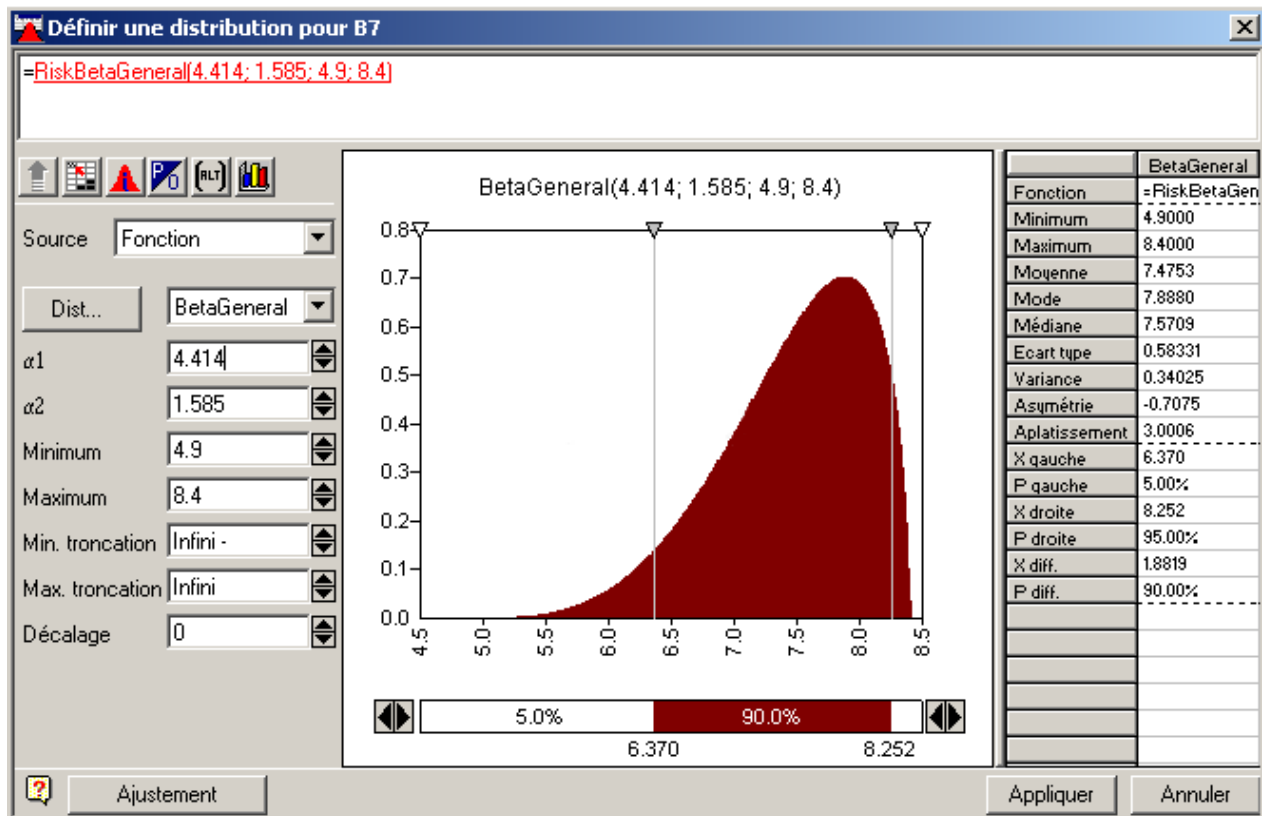 Définir une distribution pour B7
=RiskBetaGeneral(4.414; 1.585; 4.9; 8.4)
Source Fonction
Dist... BetaGeneral
α1 4.414
α2 1.585
Minimum 4.9
Maximum 8.4
Min. troncation Infini -
Max. troncation Infini
Décalage 0
BetaGeneral(4.414; 1.585; 4.9; 8.4)
0.8
0.7
0.6
0.5
0.4
0.3
0.2
0.1
0.0
4.5 5.0 5.5 6.0 6.5 7.0 7.5 8.0 8.5
5.0% 90.0%
6.370 8.252
BetaGeneral
Fonction =RiskBetaGen
Minimum 4.9000
Maximum 8.4000
Moyenne 7.4753
Mode 7.8880
Médiane 7.5709
Ecart type 0.58331
Variance 0.34025
Asymétrie -0.7075
Aplatissement 3.0006
X gauche 6.370
P gauche 5.00%
X droite 8.252
P droite 95.00%
X diff. 1.8819
P diff. 90.00%
? Ajustement Appliquer Annuler